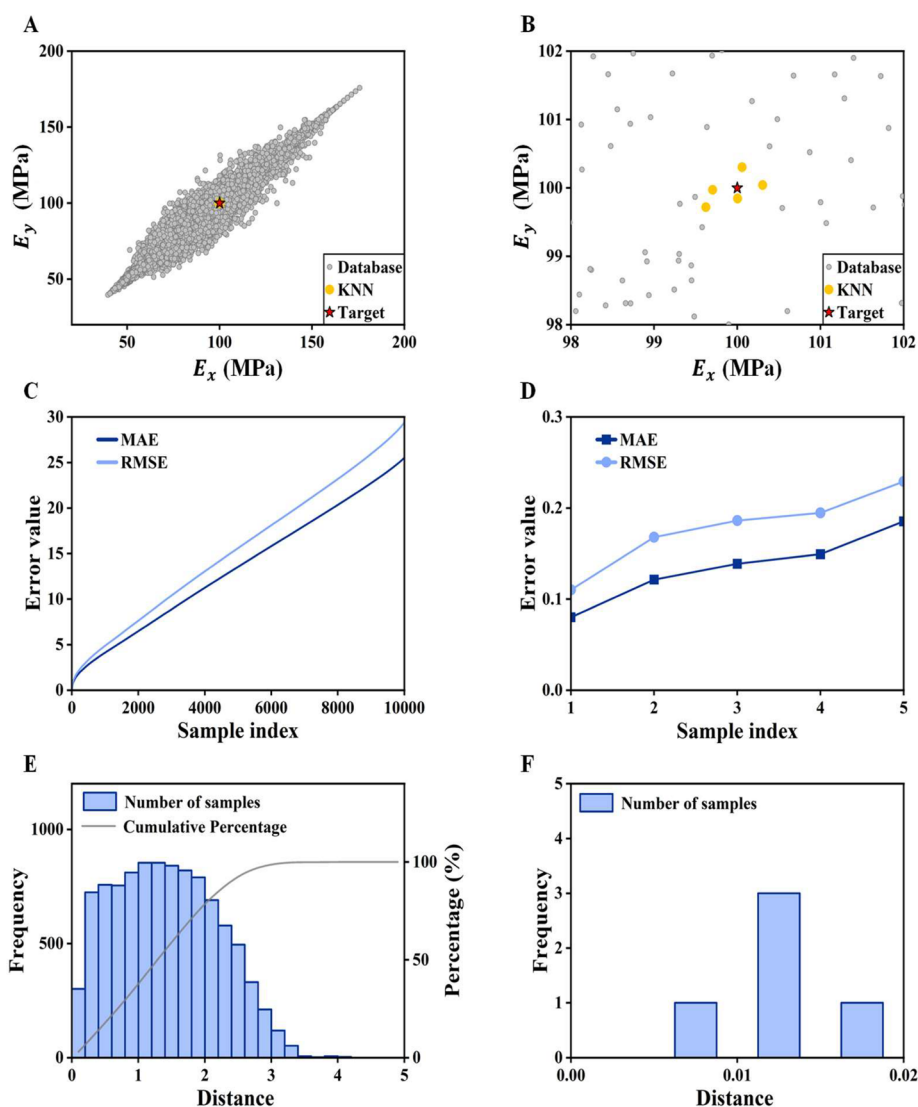 A
200
150
100
50
E_y (MPa)
Database
KNN
Target
50
100
150
200
E_x (MPa)
B
102
101
100
99
98
E_y (MPa)
Database
KNN
Target
98
99
100
101
102
E_x (MPa)
C
30
25
20
15
10
5
0
Error value
MAE
RMSE
0
2000
4000
6000
8000
10000
Sample index
D
0.3
0.2
0.1
0.0
Error value
MAE
RMSE
1
2
3
4
5
Sample index
E
1000
500
0
Frequency
Number of samples
Cumulative Percentage
100
50
0
Percentage (%)
0
1
2
3
4
5
Distance
F
5
4
3
2
1
0
Frequency
Number of samples
0.00
0.01
0.02
Distance